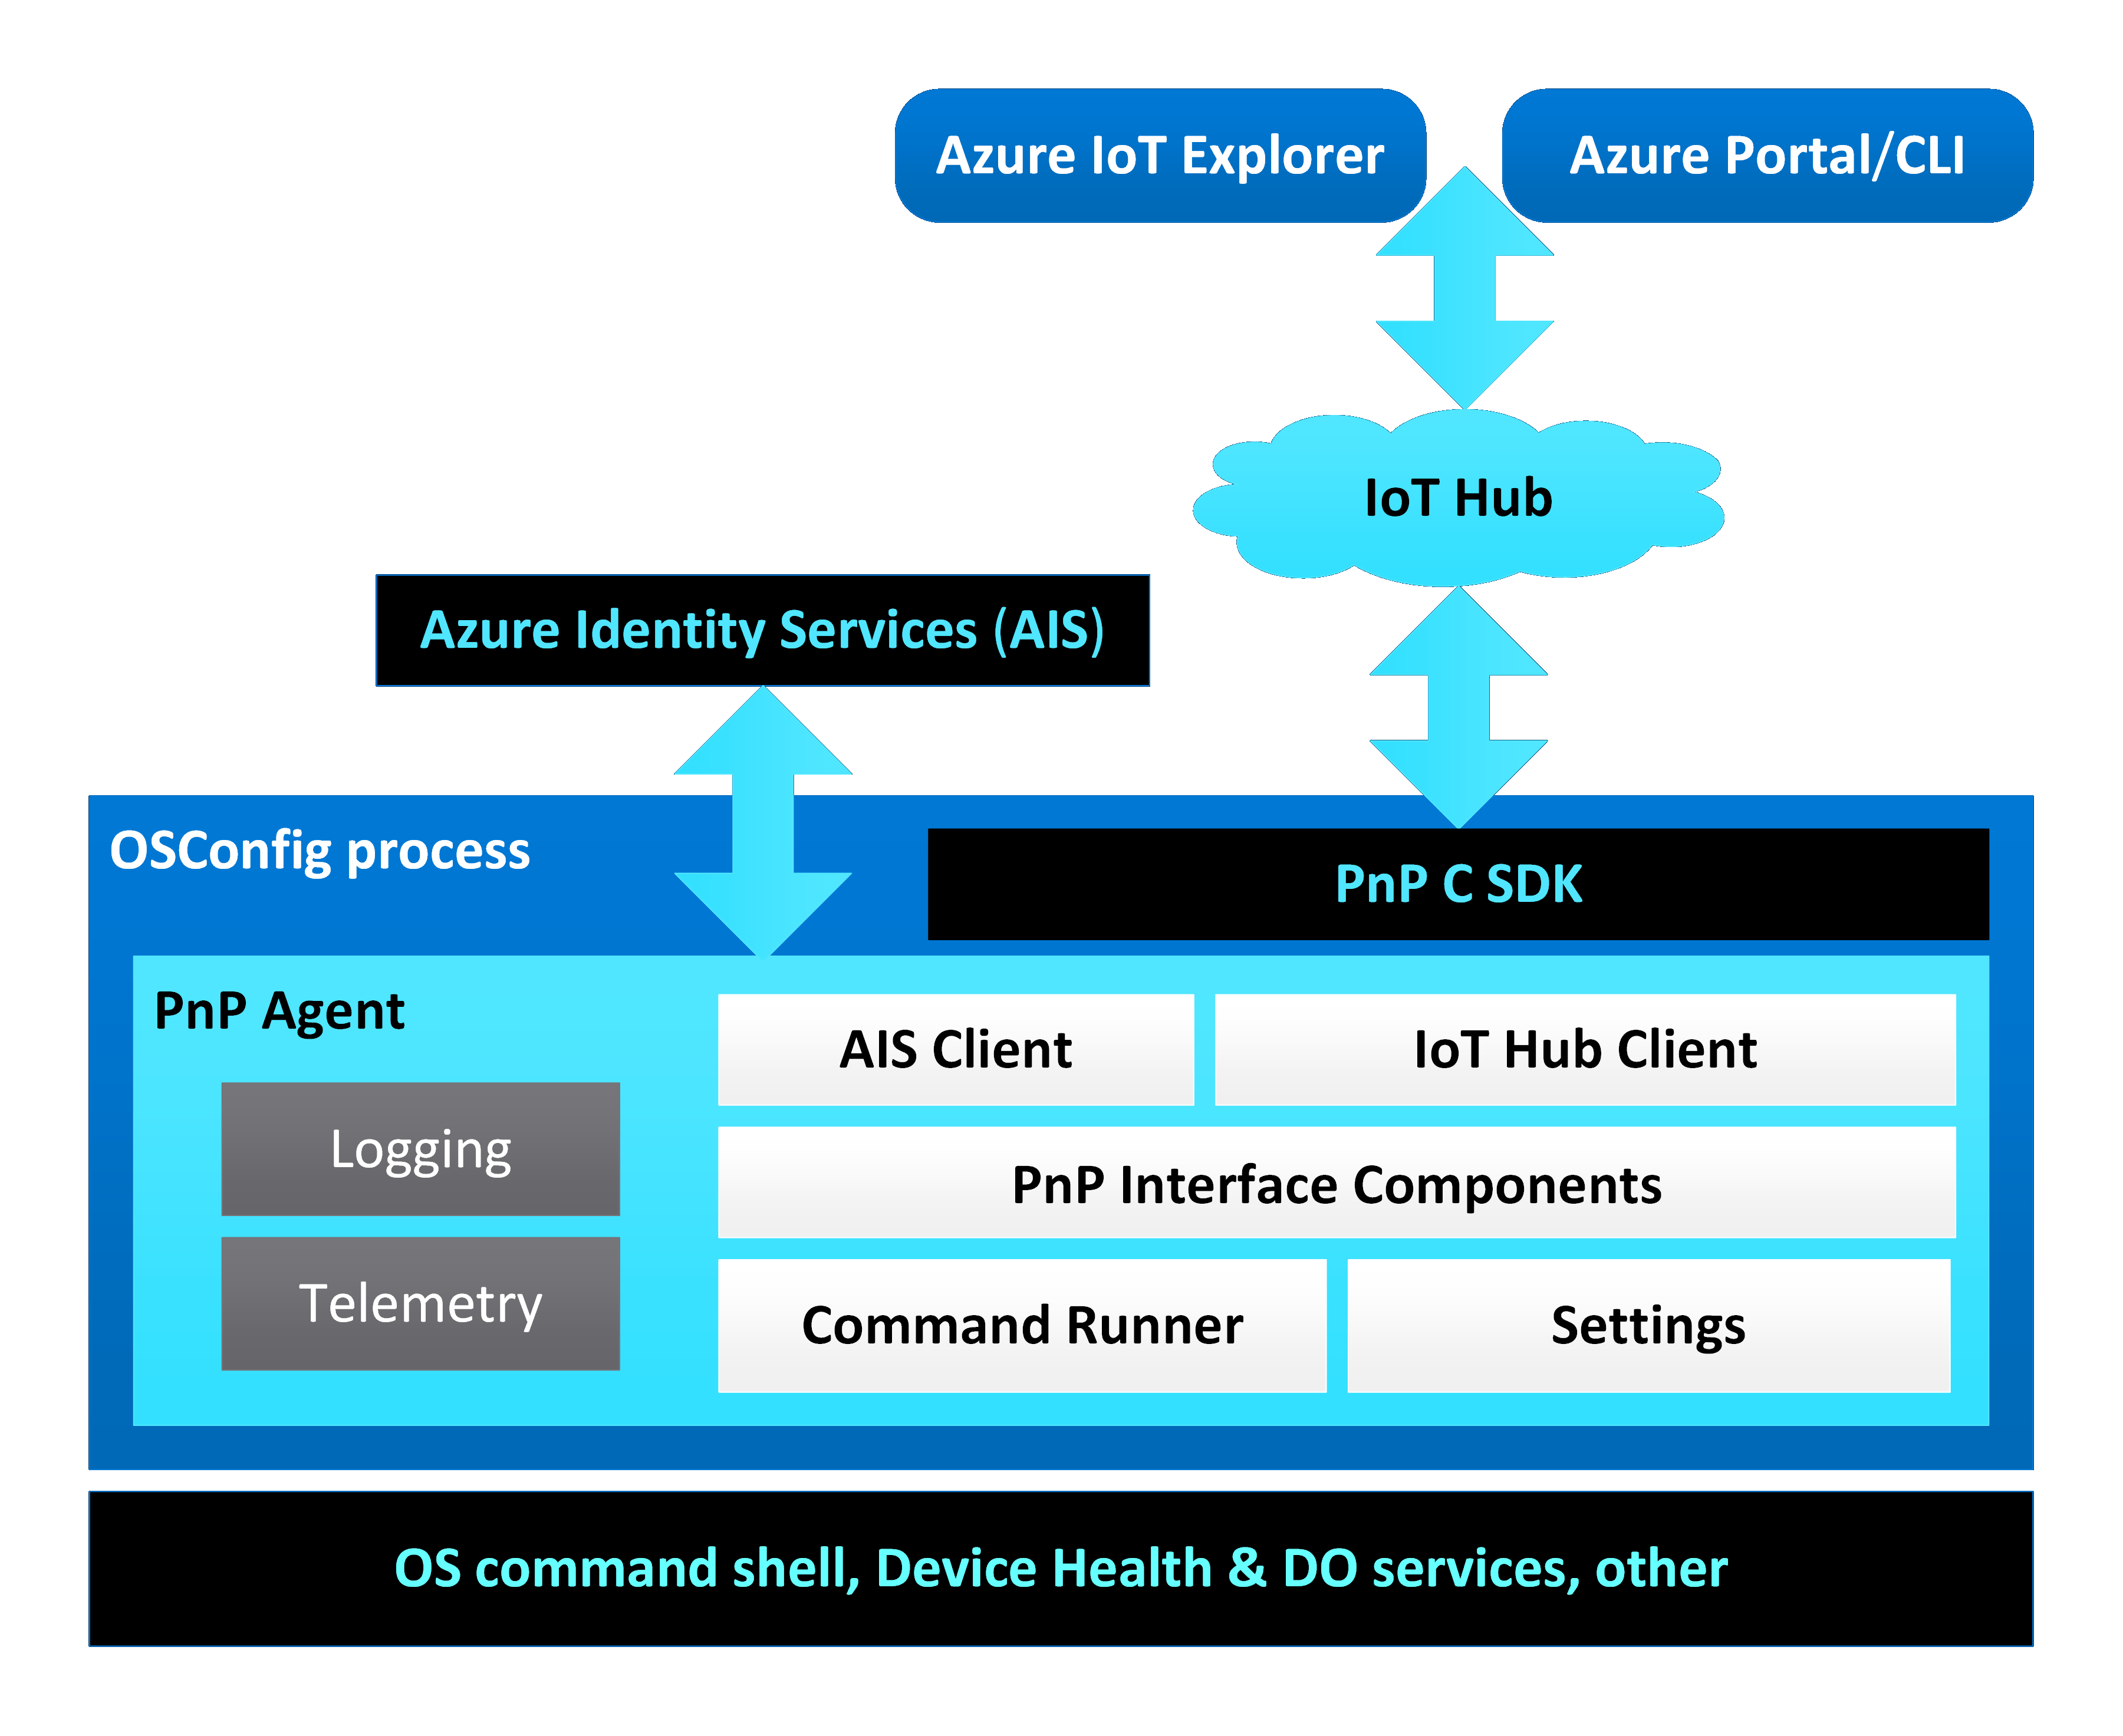 Azure IoT Explorer
Azure Portal/CLI
IoT Hub
Azure Identity Services (AIS)
OSConfig process
PnP C SDK
PnP Agent
AIS Client
IoT Hub Client
Logging
PnP Interface Components
Telemetry
Command Runner
Settings
OS command shell, Device Health & DO services, other